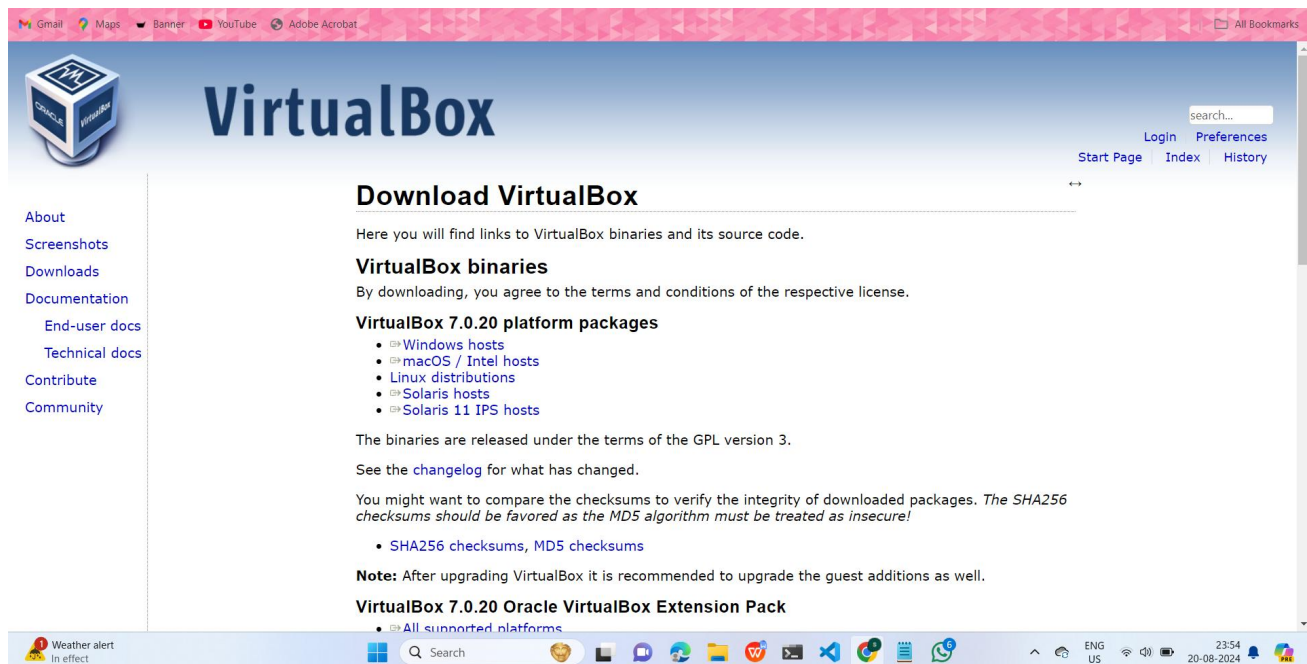 Gmail Maps Banner YouTube Adobe Acrobat All Bookmarks
ORACLE VirtualBox
VirtualBox
search...
Login Preferences
Start Page Index History
About
Screenshots
Downloads
Documentation
End-user docs
Technical docs
Contribute
Community
Download VirtualBox
Here you will find links to VirtualBox binaries and its source code.
VirtualBox binaries
By downloading, you agree to the terms and conditions of the respective license.
VirtualBox 7.0.20 platform packages
Windows hosts
macOS / Intel hosts
Linux distributions
Solaris hosts
Solaris 11 IPS hosts
The binaries are released under the terms of the GPL version 3.
See the changelog for what has changed.
You might want to compare the checksums to verify the integrity of downloaded packages. The SHA256
checksums should be favored as the MD5 algorithm must be treated as insecure!
SHA256 checksums, MD5 checksums
Note: After upgrading VirtualBox it is recommended to upgrade the guest additions as well.
VirtualBox 7.0.20 Oracle VirtualBox Extension Pack
All supported platforms
1 Weather alert
In effect
Search
6
ENG
US
23:54
20-08-2024
PRE